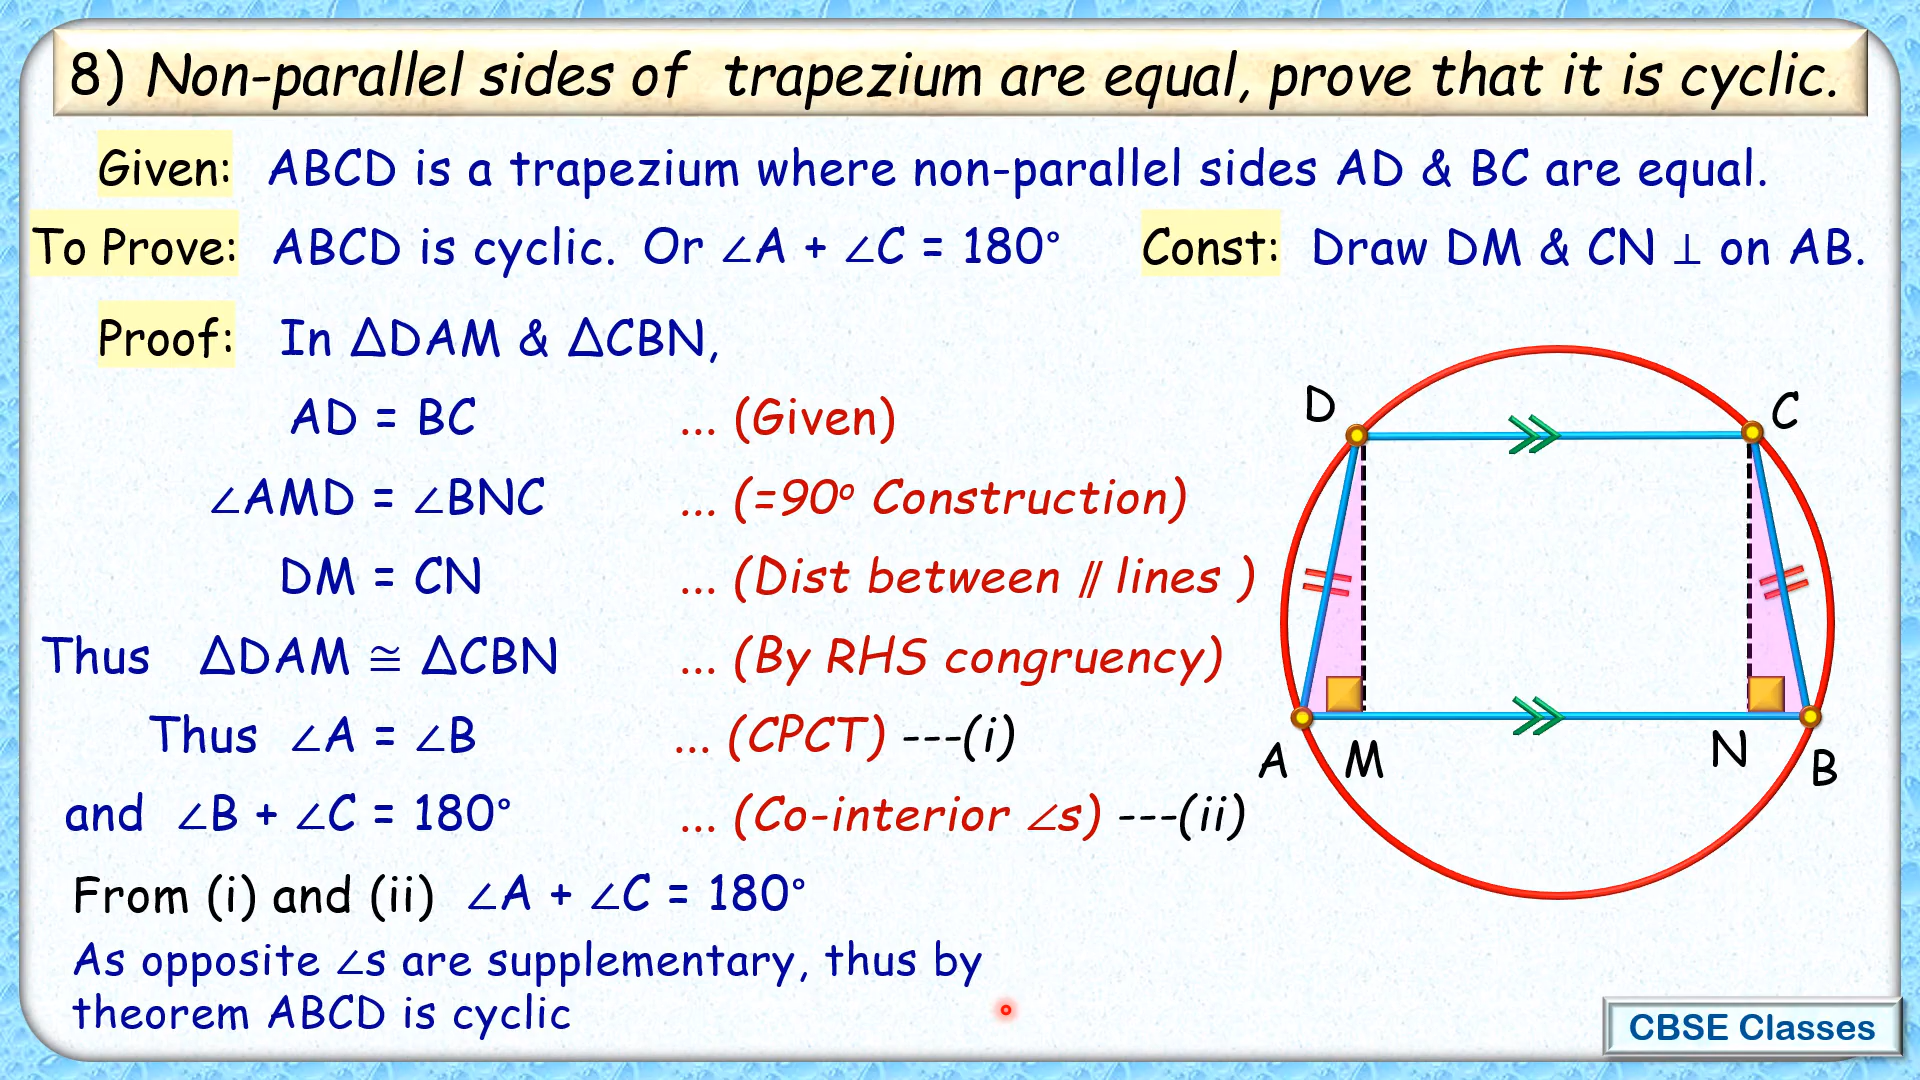 8) Non-parallel sides of trapezium are equal, prove that it is cyclic.
Given: ABCD is a trapezium where non-parallel sides AD & BC are equal.
To Prove: ABCD is cyclic. Or ∠A + ∠C = 180° Const: Draw DM & CN ⊥ on AB.
Proof: In ΔDAM & ΔCBN,
AD = BC ... (Given)
∠AMD = ∠BNC ... (=90º Construction)
DM = CN ... (Dist between ∥ lines )
Thus ΔDAM ≅ ΔCBN ... (By RHS congruency)
Thus ∠A = ∠B ... (CPCT) ---(i)
and ∠B + ∠C = 180° ... (Co-interior ∠s) ---(ii)
From (i) and (ii) ∠A + ∠C = 180°
As opposite ∠s are supplementary, thus by
theorem ABCD is cyclic
D C
A M N B
CBSE Classes